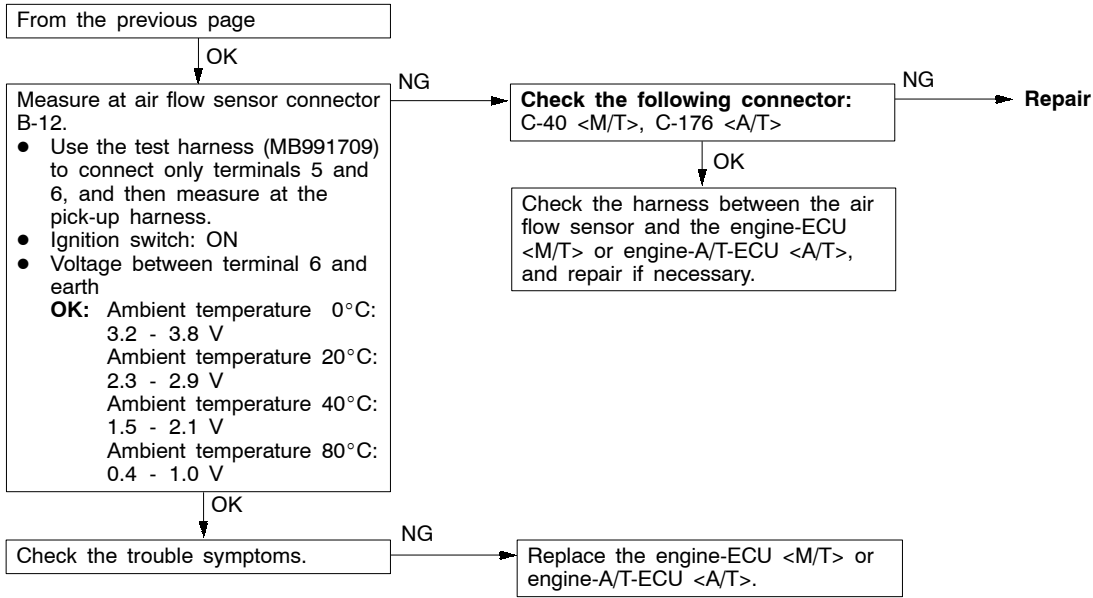 From the previous page
OK
Measure at air flow sensor connector
B-12.
● Use the test harness (MB991709)
to connect only terminals 5 and
6, and then measure at the
pick-up harness.
● Ignition switch: ON
● Voltage between terminal 6 and
earth
OK: Ambient temperature 0°C:
3.2 - 3.8 V
Ambient temperature 20°C:
2.3 - 2.9 V
Ambient temperature 40°C:
1.5 - 2.1 V
Ambient temperature 80°C:
0.4 - 1.0 V
NG
Check the following connector:
C-40 <M/T>, C-176 <A/T>
NG
Repair
OK
Check the harness between the air
flow sensor and the engine-ECU
<M/T> or engine-A/T-ECU <A/T>,
and repair if necessary.
OK
Check the trouble symptoms.
NG
Replace the engine-ECU <M/T> or
engine-A/T-ECU <A/T>.